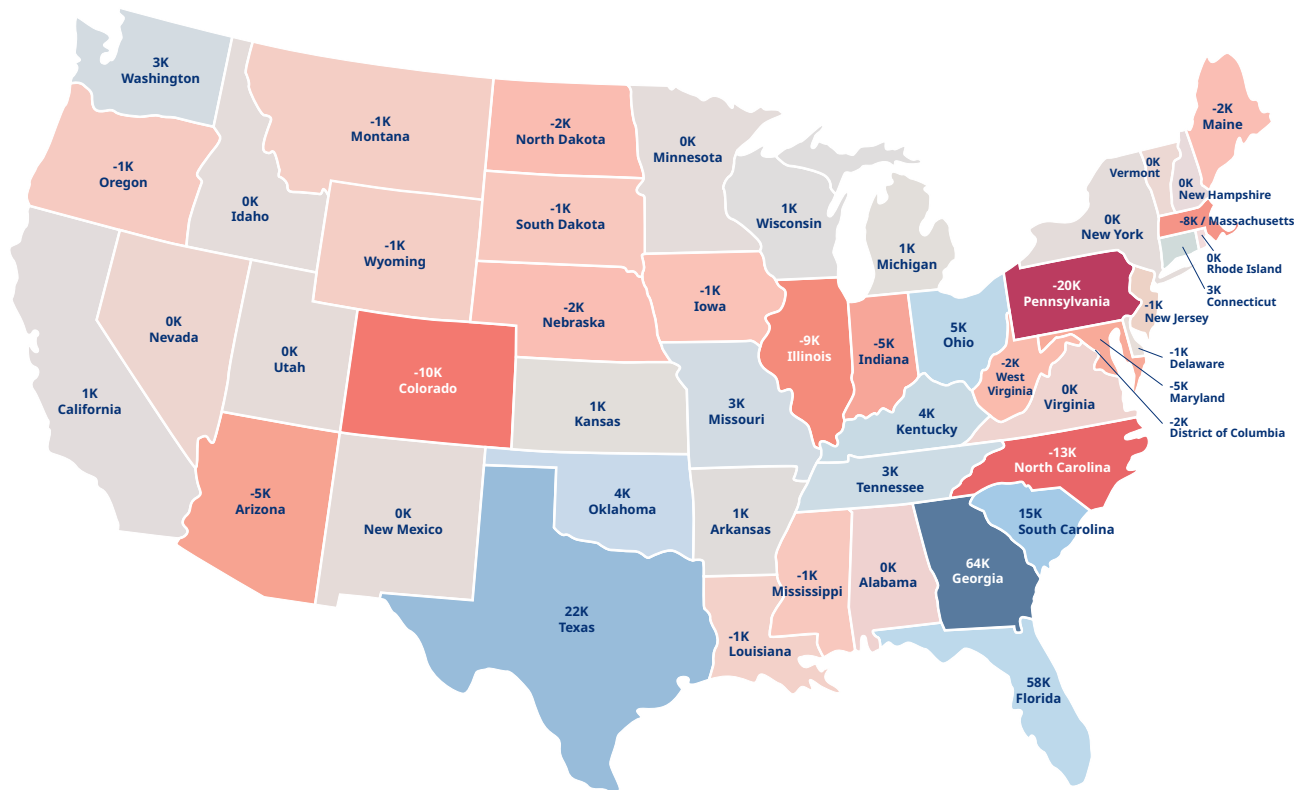 3K
Washington
-1K
Oregon
1K
California
0K
Idaho
0K
Nevada
-1K
Montana
-1K
Wyoming
0K
Utah
-5K
Arizona
-10K
Colorado
0K
New Mexico
-2K
North Dakota
-1K
South Dakota
-2K
Nebraska
1K
Kansas
4K
Oklahoma
22K
Texas
0K
Minnesota
-1K
Iowa
3K
Missouri
1K
Arkansas
-1K
Louisiana
1K
Wisconsin
-9K
Illinois
1K
Michigan
-5K
Indiana
5K
Ohio
4K
Kentucky
3K
Tennessee
-1K
Mississippi
0K
Alabama
64K
Georgia
58K
Florida
15K
South Carolina
-13K
North Carolina
0K
Virginia
-2K
West
Virginia
-20K
Pennsylvania
0K
New York
0K
Vermont
0K
New Hampshire
-2K
Maine
-8K / Massachusetts
0K
Rhode Island
3K
Connecticut
-1K
New Jersey
-1K
Delaware
-5K
Maryland
-2K
District of Columbia